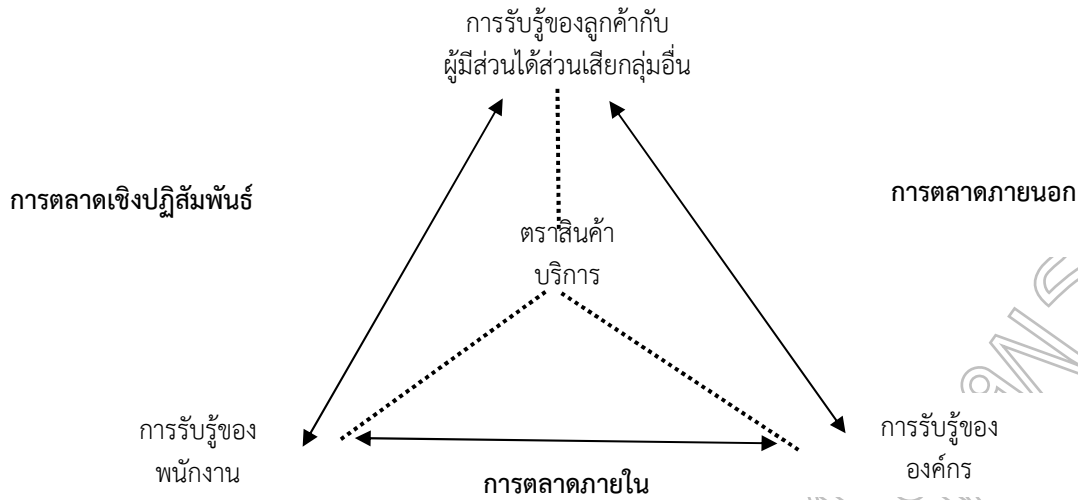 การรับรู้ของลูกค้ากับ
ผู้มีส่วนได้ส่วนเสียกลุ่มอื่น
การตลาดเชิงปฏิสัมพันธ์
การตลาดภายนอก
ตราสินค้า
บริการ
การรับรู้ของ
พนักงาน
การรับรู้ของ
องค์กร
การตลาดภายใน